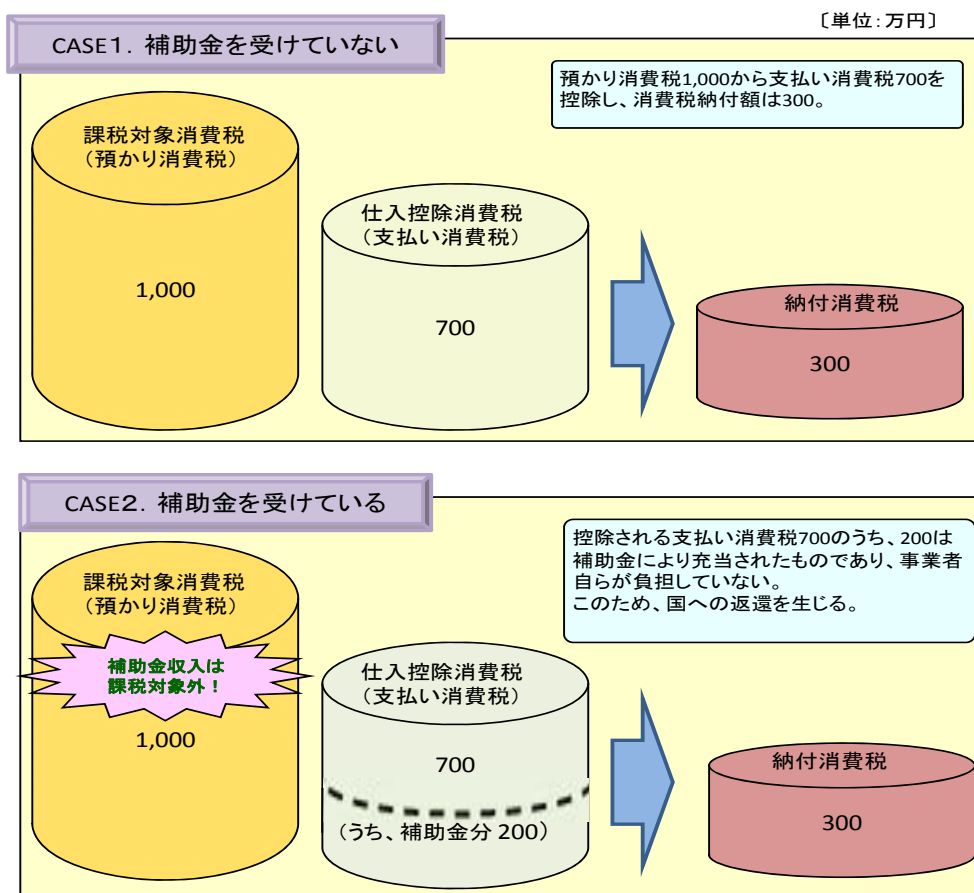 〔単位：万円〕
CASE１．補助金を受けていない
預かり消費税1,000から支払い消費税700を
控除し、消費税納付額は300。
課税対象消費税
（預かり消費税）
1,000
仕入控除消費税
（支払い消費税）
700
納付消費税
300
CASE２．補助金を受けている
控除される支払い消費税700のうち、200は
補助金により充当されたものであり、事業者
自らが負担していない。
このため、国への返還を生じる。
課税対象消費税
（預かり消費税）
補助金収入は
課税対象外！
1,000
仕入控除消費税
（支払い消費税）
700
（うち、補助金分 200）
納付消費税
300